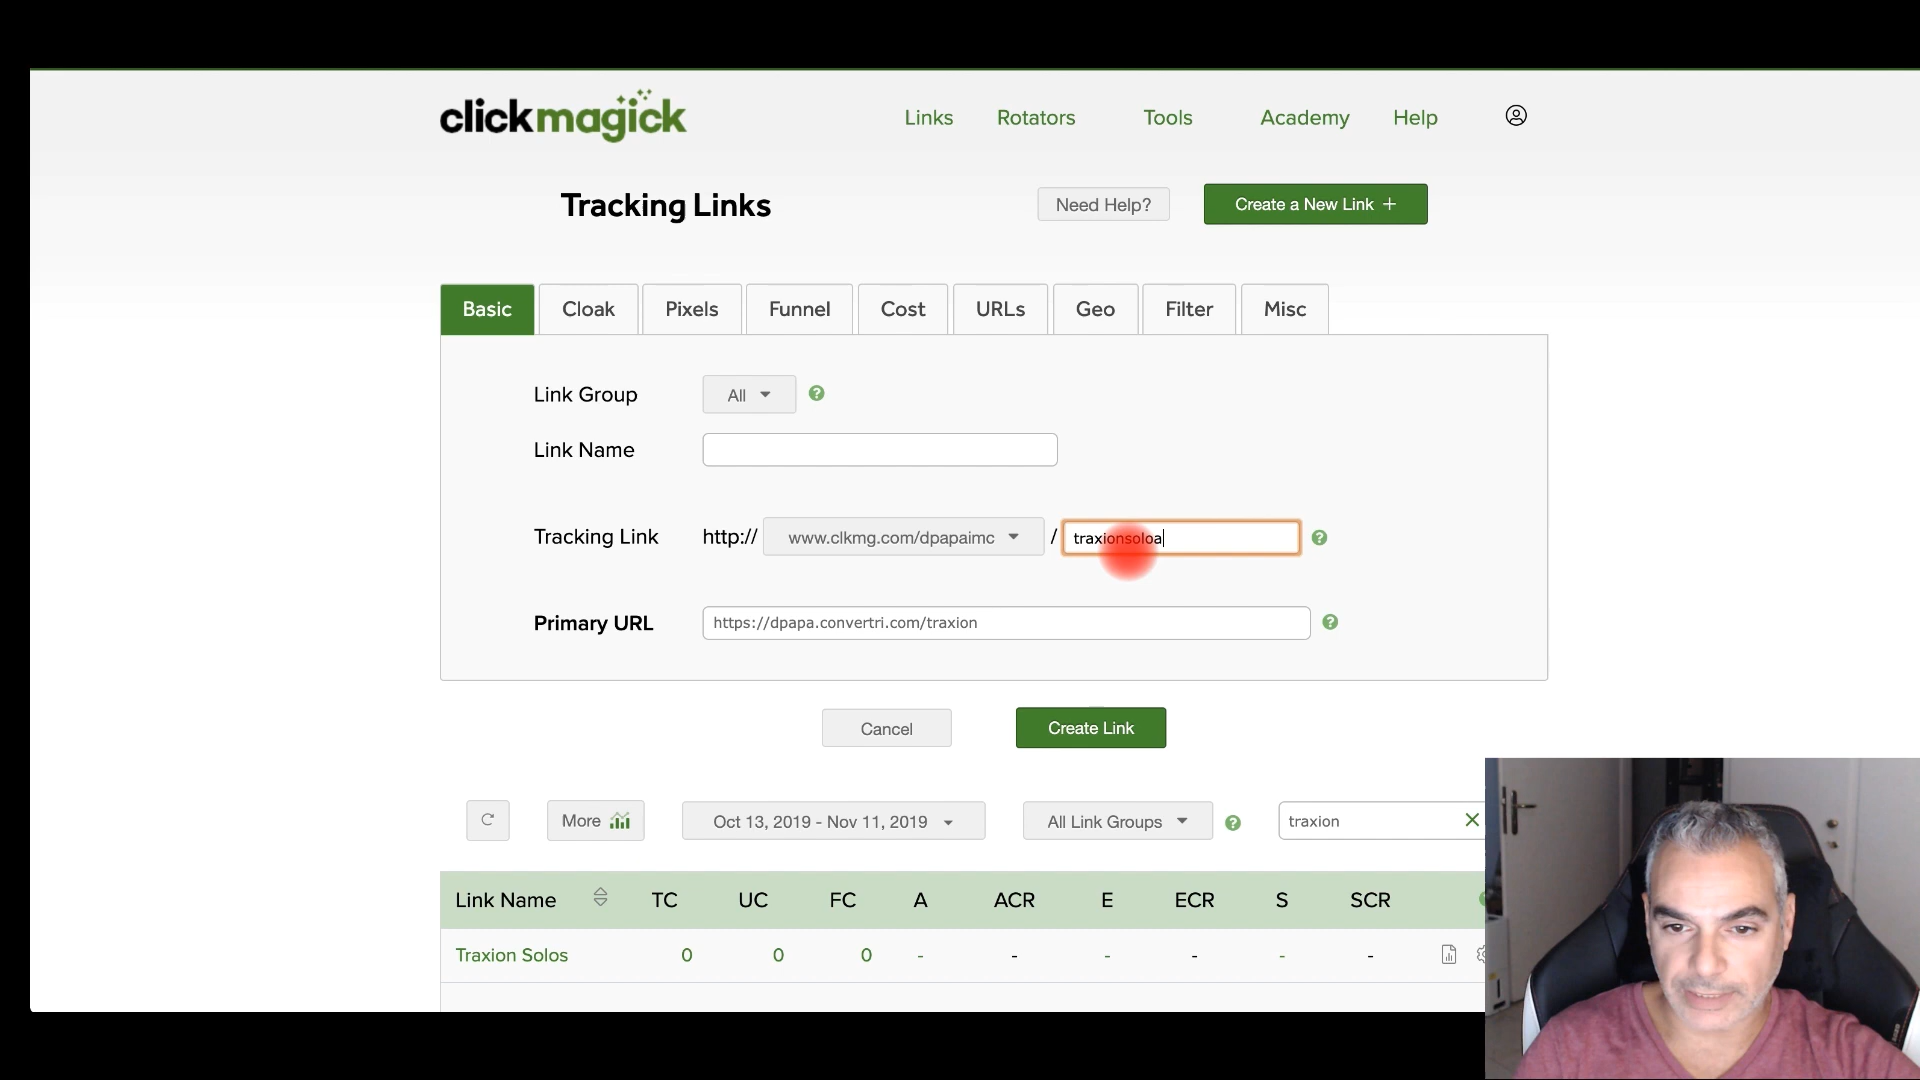 clickmagick
Links Rotators Tools Academy Help
Tracking Links
Need Help?
Create a New Link +
Basic Cloak Pixels Funnel Cost URLs Geo Filter Misc
Link Group All ?
Link Name
Tracking Link http:// www.clkmg.com/dpapaimc / traxionsoloa ?
Primary URL https://dpapa.convertri.com/traxion ?
Cancel Create Link
More Oct 13, 2019 - Nov 11, 2019 All Link Groups ? traxion ×
Link Name TC UC FC A ACR E ECR S SCR
Traxion Solos 0 0 0 - - - - - -